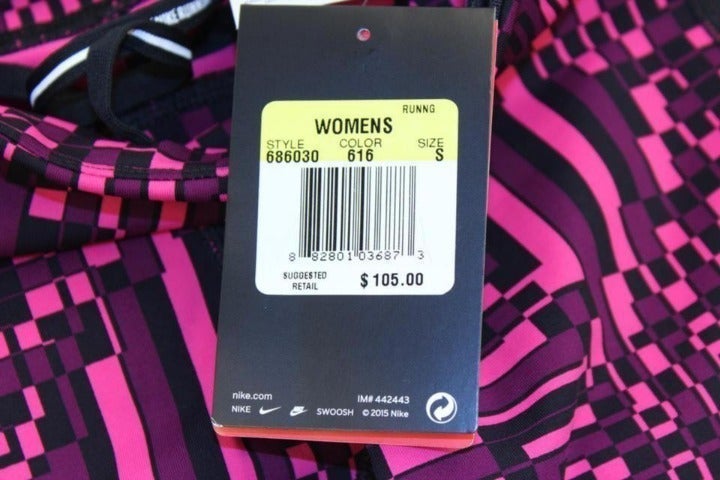 RUNNG
WOMENS
STYLE COLOR SIZE
686030 616 S
8 82801 03687 3
SUGGESTED
RETAIL
$ 105.00
nike.com IM# 442443
NIKE SWOOSH © 2015 Nike